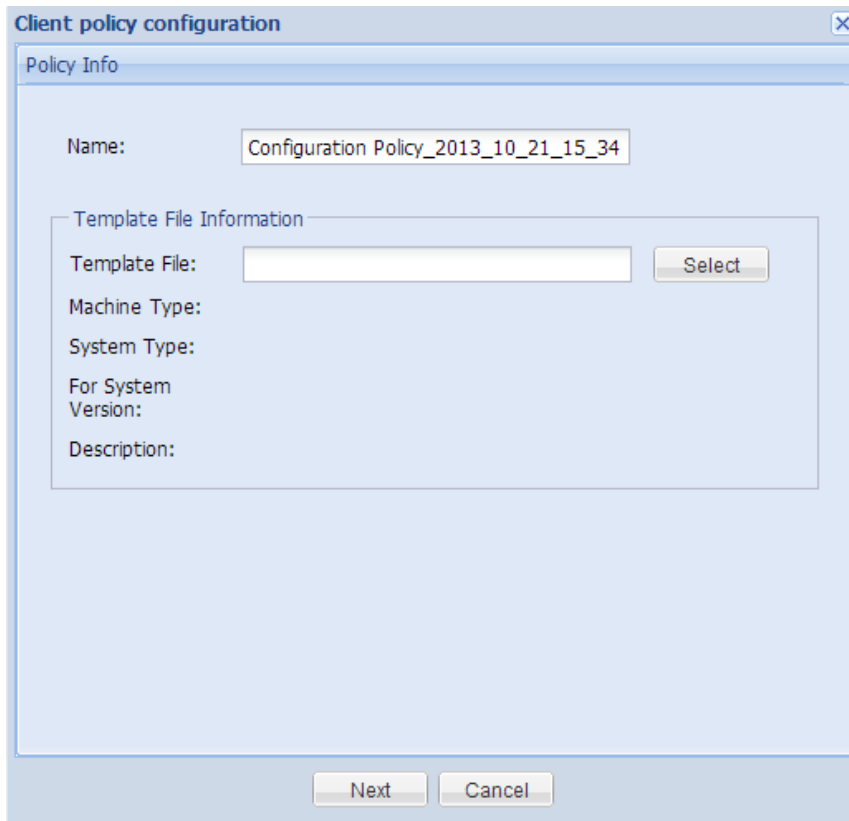 Client policy configuration
Policy Info
Name:
Configuration Policy_2013_10_21_15_34
Template File Information
Template File:
Select
Machine Type:
System Type:
For System
Version:
Description:
Next
Cancel